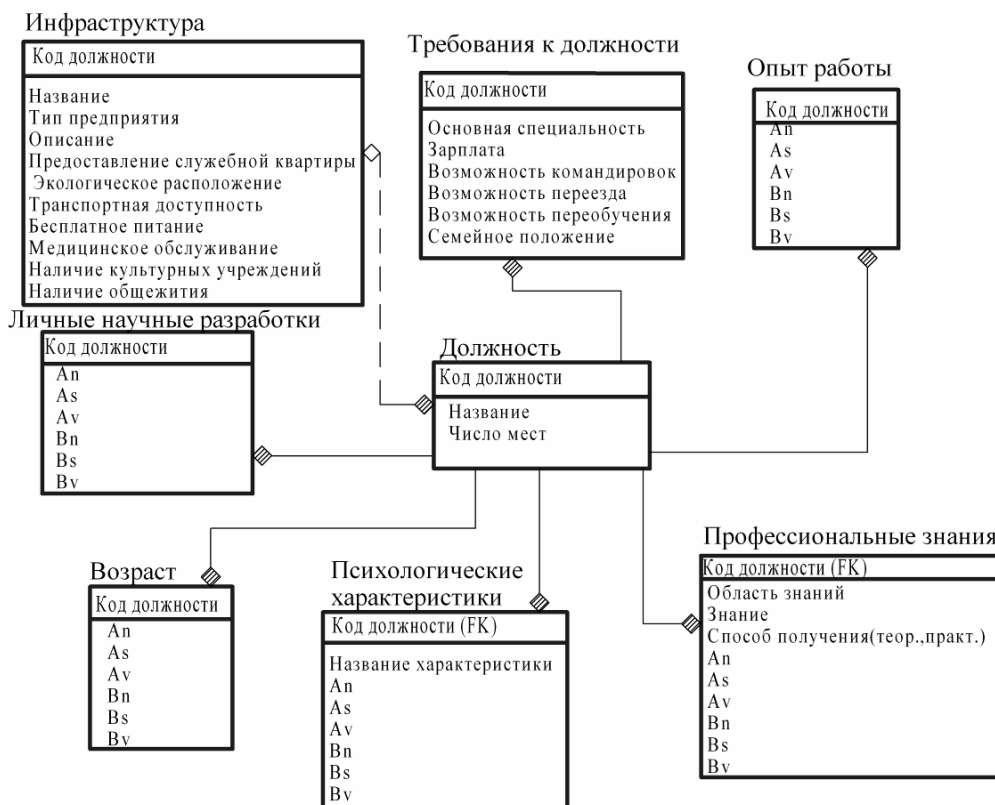 Инфраструктура
Код должности
Название
Тип предприятия
Описание
Предоставление служебной квартиры
Экологическое расположение
Транспортная доступность
Бесплатное питание
Медицинское обслуживание
Наличие культурных учреждений
Наличие общежития
Требования к должности
Код должности
Основная специальность
Зарплата
Возможность командировок
Возможность переезда
Возможность переобучения
Семейное положение
Опыт работы
Код должности
An
As
Av
Bn
Bs
Bv
Личные научные разработки
Код должности
An
As
Av
Bn
Bs
Bv
Должность
Код должности
Название
Число мест
Возраст
Код должности
An
As
Av
Bn
Bs
Bv
Психологические
характеристики
Код должности (FK)
Название характеристики
An
As
Av
Bn
Bs
Bv
Профессиональные знания
Код должности (FK)
Область знаний
Знание
Способ получения(теор.,практ.)
An
As
Av
Bn
Bs
Bv